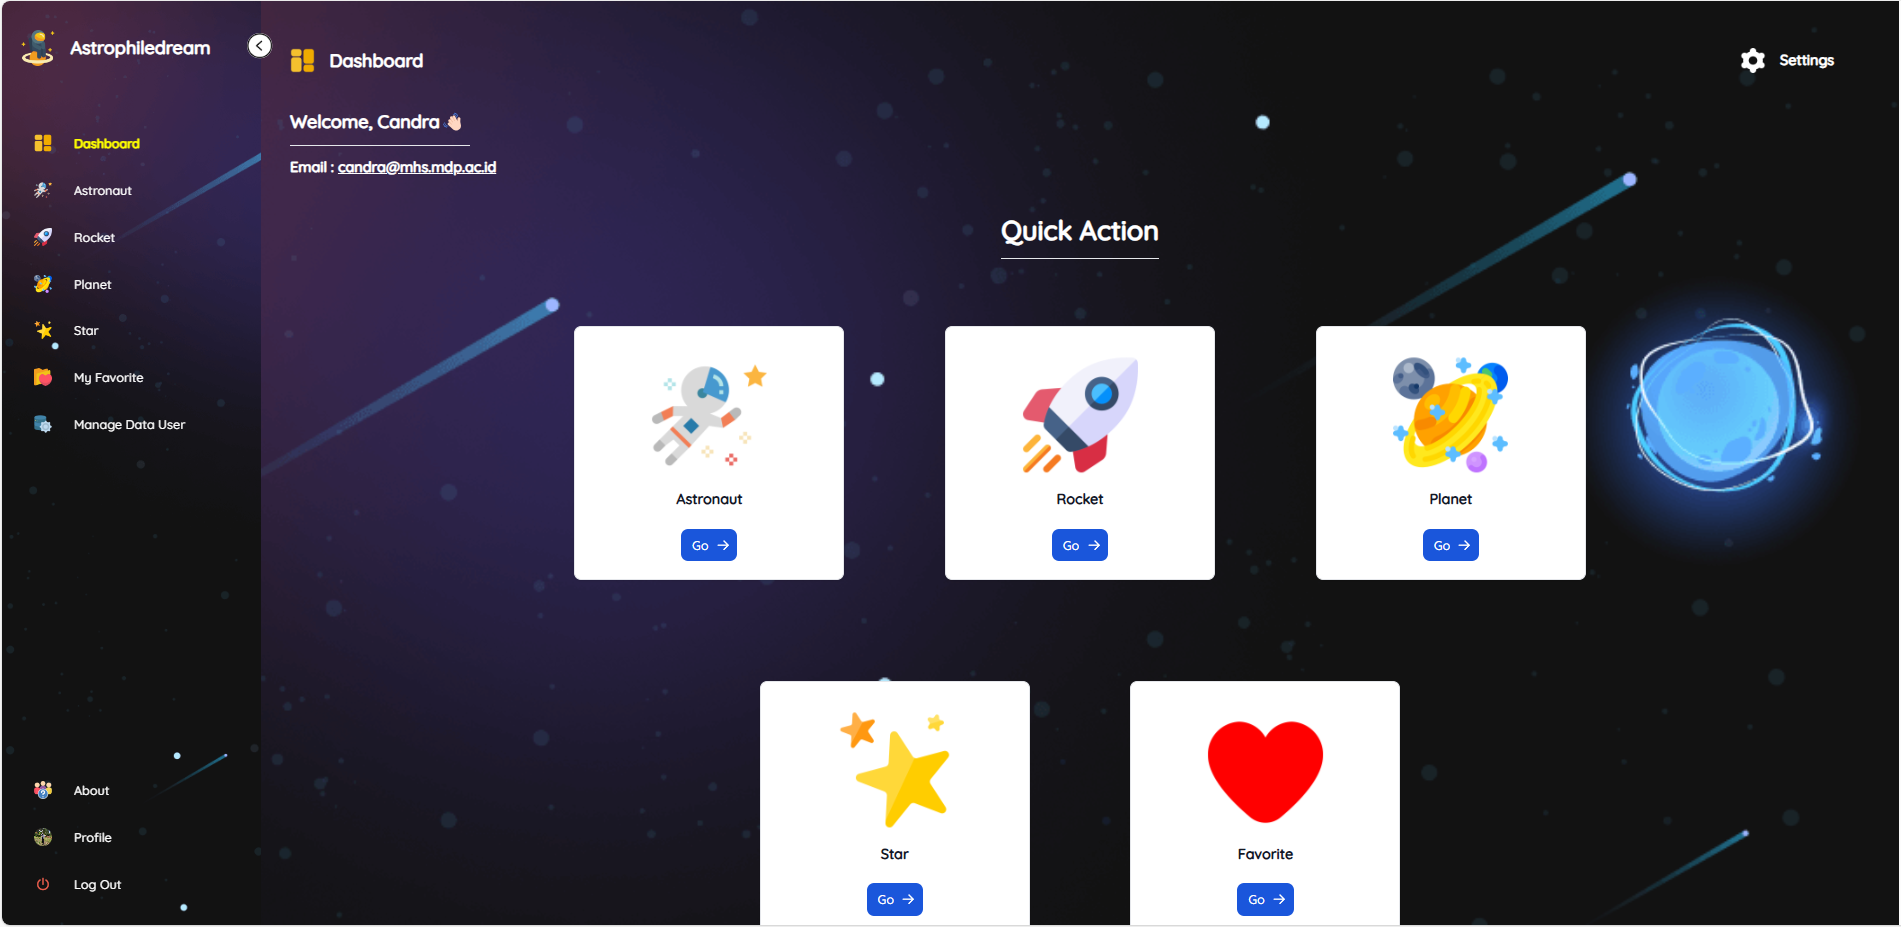 Astrophiledream
Dashboard
Astronaut
Rocket
Planet
Star
My Favorite
Manage Data User
About
Profile
Log Out
Dashboard
Settings
Welcome, Candra 👋🏻
Email : candra@mhs.mdp.ac.id
Quick Action
Astronaut
Go →
Rocket
Go →
Planet
Go →
Star
Go →
Favorite
Go →